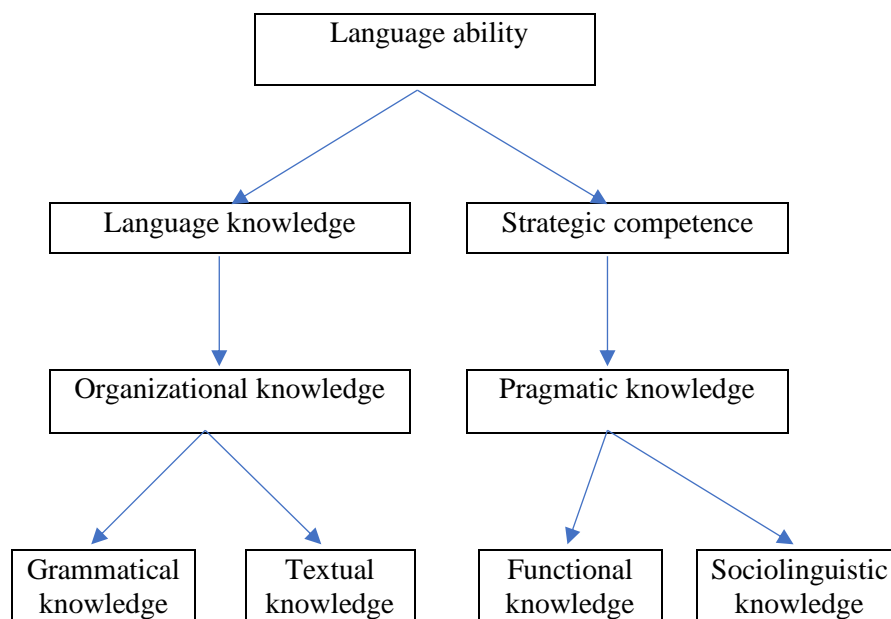 Language ability
Language knowledge
Strategic competence
Organizational knowledge
Pragmatic knowledge
Grammatical
knowledge
Textual
knowledge
Functional
knowledge
Sociolinguistic
knowledge